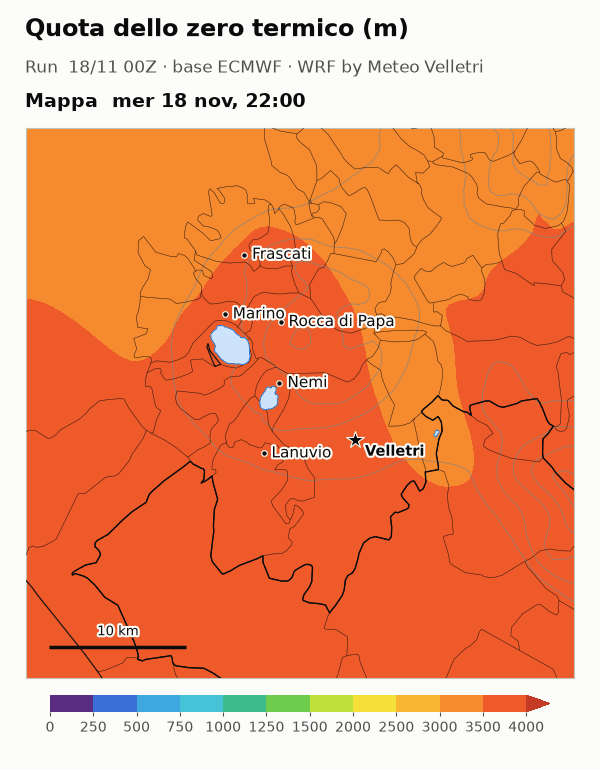 Quota dello zero termico (m)
Run 18/11 00Z · base ECMWF · WRF by Meteo Velletri
Mappa mer 18 nov, 22:00
Frascati
Marino
Rocca di Papa
Nemi
Velletri
Lanuvio
10 km
0 250 500 750 1000 1250 1500 2000 2500 3000 3500 4000